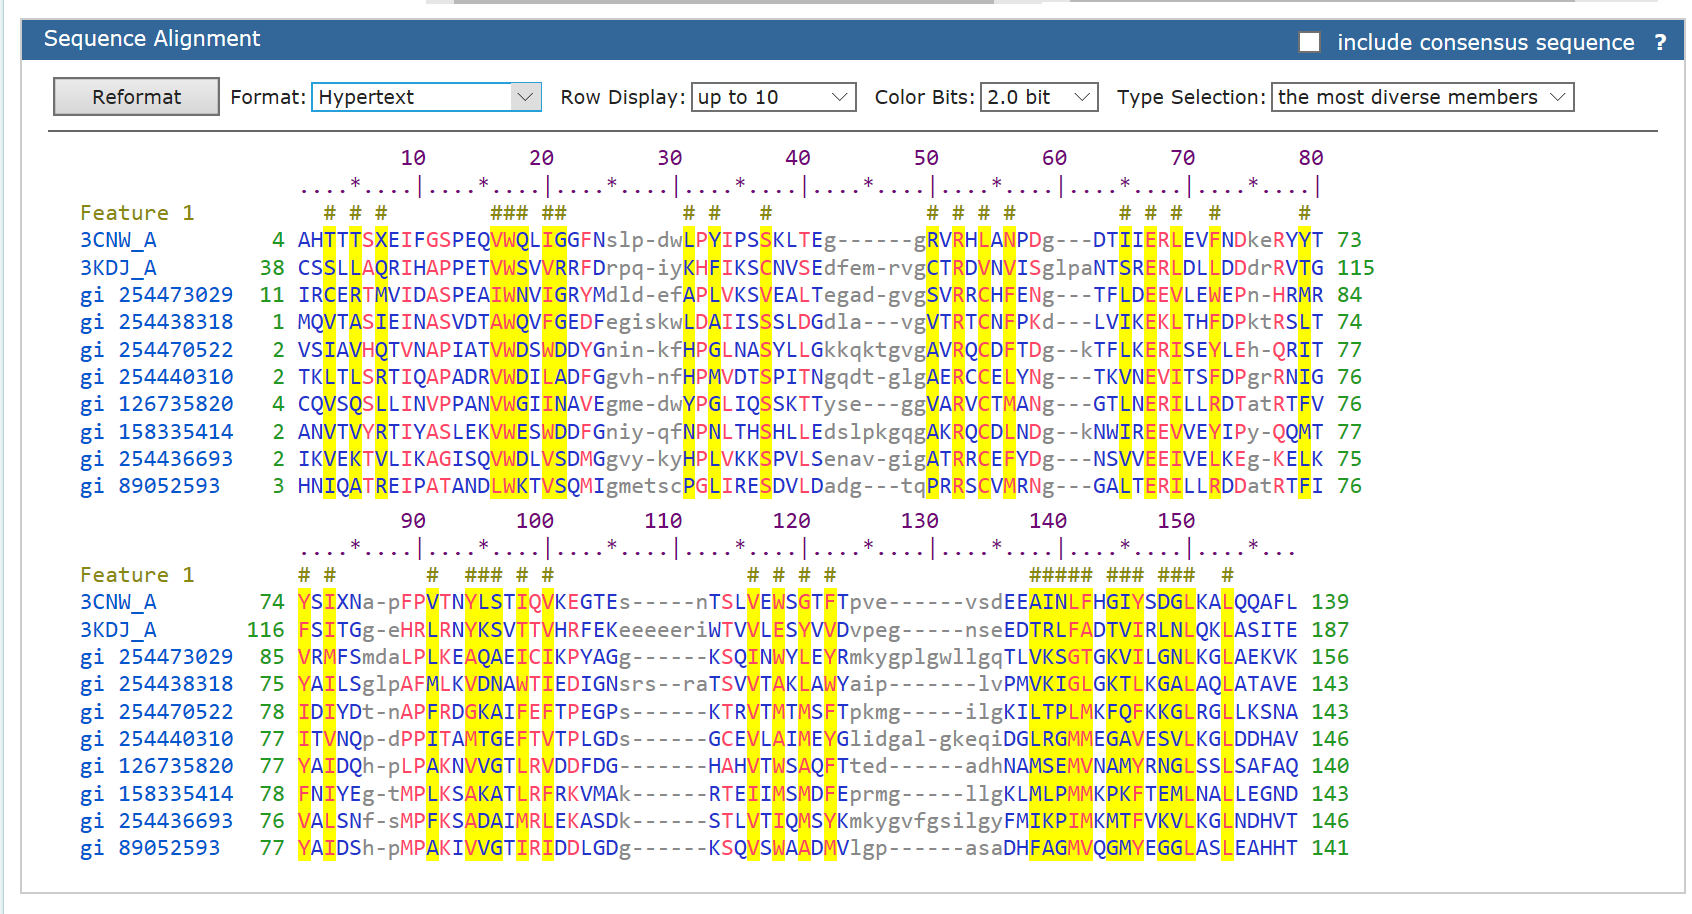 Sequence Alignment
include consensus sequence ?
Reformat Format: Hypertext Row Display: up to 10 Color Bits: 2.0 bit Type Selection: the most diverse members
10 20 30 40 50 60 70 80
....*....|....*....|....*....|....*....|....*....|....*....|....*....|....*....|
Feature 1 # # # ### ## # # # # # # # # # # # #
3CNW_A 4 AHTTTSXEIFGSPEQVWQLIGGFNslp-dwLPYIPSSKLTEg------gRVRHLANPDg---DTIIERLEVFNDkeRYYT 73
3KDJ_A 38 CSSLLAQRIHAPPETVWSVVRRFDrpq-iyKHFIKSCNVSEdfem-rvgCTRDVNVISglpaNTSRERLDLLDDdrRVTG 115
gi 254473029 11 IRCERTMVIDASPEAIWNVIGRYMdld-efAPLVKSVEALTegad-gvgSVRRCHFENg---TFLDEEVLEWEPn-HRMR 84
gi 254438318 1 MQVTASIEINASVDTAWQVFGEDFegiskwLDAIISSSLDGdla---vgVTRTCNFPKd---LVIKEKLTHFDPktRSLT 74
gi 254470522 2 VSIAVHQTVNAPIATVWDSWDDYGnin-kfHPGLNASYLLGkkqktgvgAVRQCDFTDg--kTFLKERISEYLEh-QRIT 77
gi 254440310 2 TKLTLSRTIQAPADRVWDILADFGgvh-nfHPMVDTSPITNgqdt-glgAERCCELYNg---TKVNEVITSFDPgrRNIG 76
gi 126735820 4 CQVSQSLLINVPPANVWGIINAVEgme-dwYPGLIQSSKTTyse---ggVARVCTMANg---GTLNERILLRDTatRTFV 76
gi 158335414 2 ANVTVYRTIYASLEKVWESWDDFGniy-qfNPNLTHSHLLEdslpkgqgAKRQCDLNDg--kNWIREEVVEYIPy-QQMT 77
gi 254436693 2 IKVEKTVLIKAGISQVWDLVSDMGgvy-kyHPLVKKSPVLSenav-gigATRRCEFYDg---NSVVEEIVELKEg-KELK 75
gi 89052593 3 HNIQATREIPATANDLWKTVSQMIgmetscPGLIRESDVLDadg---tqPRRSCVMRNg---GALTERILLRDDatRTFI 76
90 100 110 120 130 140 150
....*....|....*....|....*....|....*....|....*....|....*....|....*....|....*...
Feature 1 # # # ### # # # # # # ##### ### ### #
3CNW_A 74 YSIXNa-pFPVTNYLSTIQVKEGTEs-----nTSLVEWSGTFTpve------vsdEEAINLFHGIYSDGLKALQQAFL 139
3KDJ_A 116 FSITGg-eHRLRNYKSVTTVHRFEKeeeeeriWTVVLESYVVDvpeg-----nseEDTRLFADTVIRLNLQKLASITE 187
gi 254473029 85 VRMFSmdaLPLKEAQAEICIKPYAGg------KSQINWYLEYRmkygplgwllgqTLVKSGTGKVILGNLKGLAEKVK 156
gi 254438318 75 YAILSglpAFMLKVDNAWTIEDIGNsrs--raTSVVTAKLAWYaip-------lvPMVKIGLGKTLKGALAQLATAVE 143
gi 254470522 78 IDIYDt-nAPFRDGKAIFEFTPEGPs------KTRVTMTMSFTpkmg-----ilgKILTPLMKFQFKKGLRGLLKSNA 143
gi 254440310 77 ITVNQp-dPPITAMTGEFTVTPLGDs------GCEVLAIMEYGlidgal-gkeqiDGLRGMMEGAVESVLKGLDDHAV 146
gi 126735820 77 YAIDQh-pLPAKNVVGTLRVDDFDG-------HAHVTWSAQFTted------adhNAMSEMVNAMYRNGLSSLSAFAQ 140
gi 158335414 78 FNIYEg-tMPLKSAKATLRFRKVMAk------RTEIIMSMDFEprmg-----llgKLMLPMMKPKFTEMLNALLEGND 143
gi 254436693 76 VALSNf-sMPFKSADAIMRLEKASDk------STLVTIQMSYKmkygvfgsilgyFMIKPIMKMTFVKVLKGLNDHVT 146
gi 89052593 77 YAIDSh-pMPAKIVVGTIRIDDLGDg------KSQVSWAADMVlgp------asaDHFAGMVQGMYEGGLASLEAHHT 141